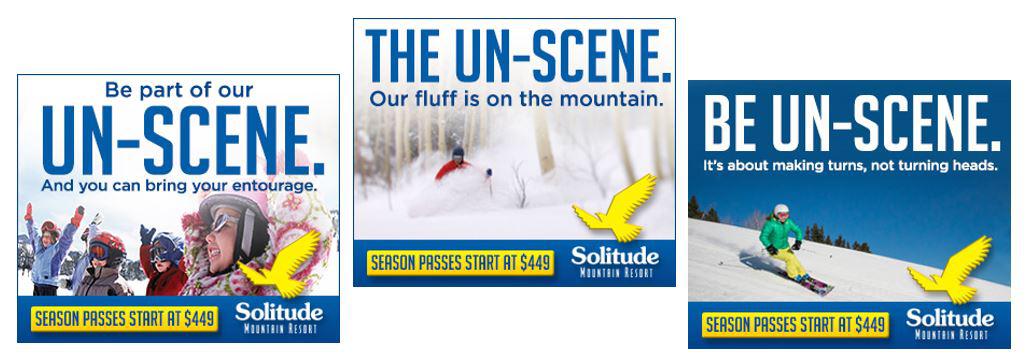 Be part of our
UN-SCENE.
And you can bring your entourage.
SEASON PASSES START AT $449
Solitude
MOUNTAIN RESORT
THE UN-SCENE.
Our fluff is on the mountain.
SEASON PASSES START AT $449
Solitude
MOUNTAIN RESORT
BE UN-SCENE.
It's about making turns, not turning heads.
SEASON PASSES START AT $449
Solitude
MOUNTAIN RESORT